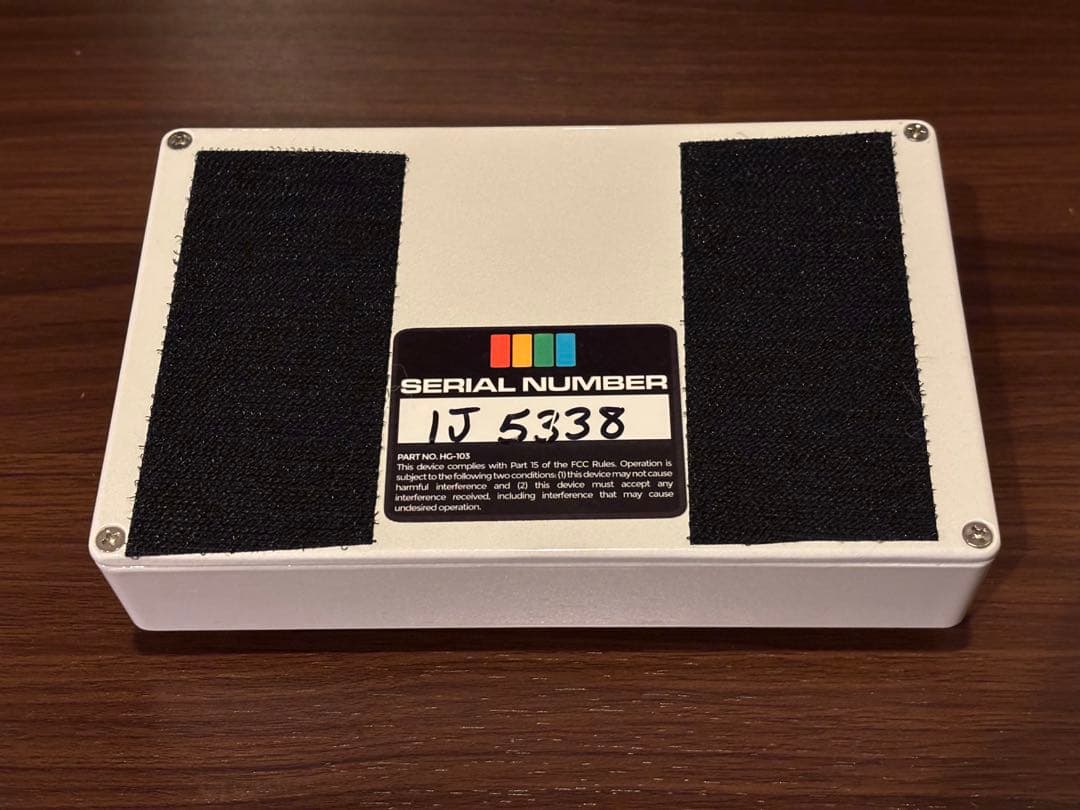 SERIAL NUMBER
1J 5338
PART NO. HG-103
This device complies with Part 15 of the FCC Rules. Operation is
subject to the following two conditions: (1) this device may not cause
harmful interference and (2) this device must accept any
interference received, including interference that may cause
undesired operation.